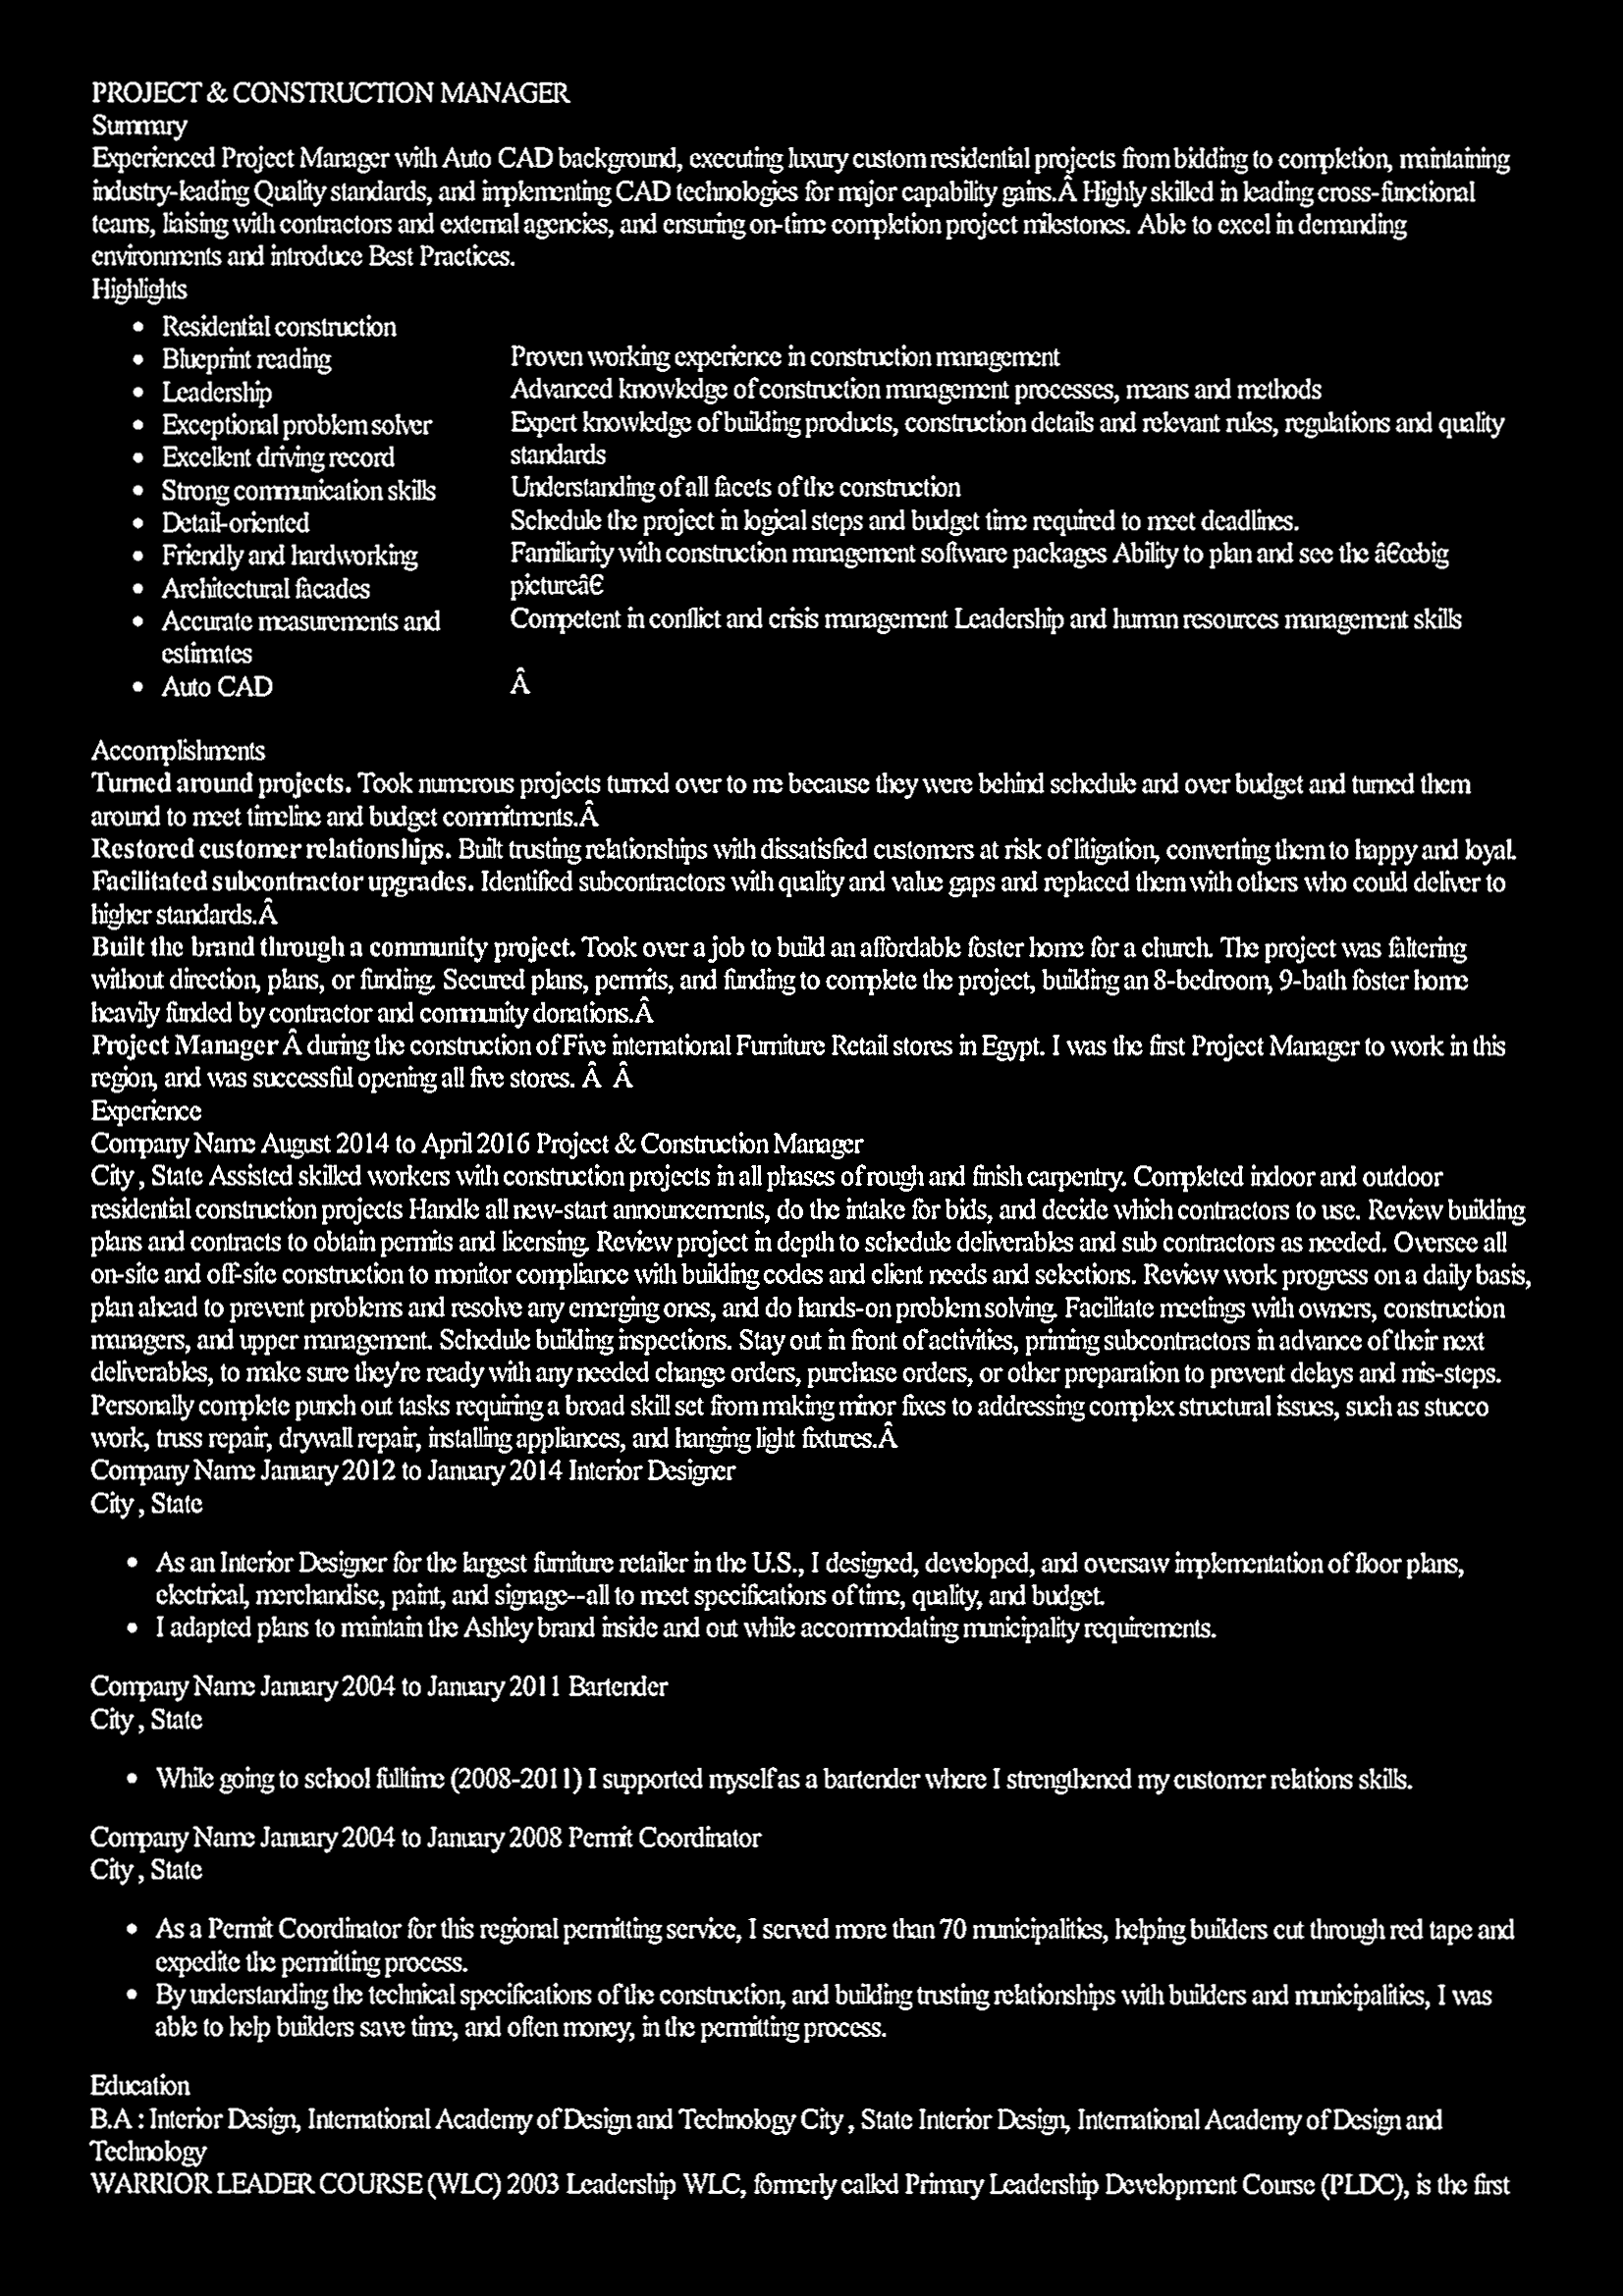 PROJECT & CONSTRUCTION MANAGER
Summary
Experienced Project Manager with Auto CAD background, executing luxury custom residential projects from bidding to completion, maintaining
industry-leading Quality standards, and implementing CAD technologies for major capability gains.Â Highly skilled in leading cross-functional
teams, liaising with contractors and external agencies, and ensuring on-time completion project milestones. Able to excel in demanding
environments and introduce Best Practices.
Highlights
• Residential construction
• Blueprint reading
• Leadership
• Exceptional problem solver
• Excellent driving record
• Strong communication skills
• Detail-oriented
• Friendly and hardworking
• Architectural facades
• Accurate measurements and
estimates
• Auto CAD
Proven working experience in construction management
Advanced knowledge of construction management processes, means and methods
Expert knowledge of building products, construction details and relevant rules, regulations and quality
standards
Understanding of all facets of the construction
Schedule the project in logical steps and budget time required to meet deadlines.
Familiarity with construction management software packages Ability to plan and see the â€œbig
pictureâ€
Competent in conflict and crisis management Leadership and human resources management skills
Â
Accomplishments
Turned around projects. Took numerous projects turned over to me because they were behind schedule and over budget and turned them
around to meet timeline and budget commitments.Â
Restored customer relationships. Built trusting relationships with dissatisfied customers at risk of litigation, converting them to happy and loyal.
Facilitated subcontractor upgrades. Identified subcontractors with quality and value gaps and replaced them with others who could deliver to
higher standards.Â
Built the brand through a community project. Took over a job to build an affordable foster home for a church. The project was faltering
without direction, plans, or funding. Secured plans, permits, and funding to complete the project, building an 8-bedroom, 9-bath foster home
heavily funded by contractor and community donations.Â
Project Manager Â during the construction of Five international Furniture Retail stores in Egypt. I was the first Project Manager to work in this
region, and was successful opening all five stores. Â Â
Experience
Company Name August 2014 to April 2016 Project & Construction Manager
City , State Assisted skilled workers with construction projects in all phases of rough and finish carpentry. Completed indoor and outdoor
residential construction projects Handle all new-start announcements, do the intake for bids, and decide which contractors to use. Review building
plans and contracts to obtain permits and licensing. Review project in depth to schedule deliverables and sub contractors as needed. Oversee all
on-site and off-site construction to monitor compliance with building codes and client needs and selections. Review work progress on a daily basis,
plan ahead to prevent problems and resolve any emerging ones, and do hands-on problem solving. Facilitate meetings with owners, construction
managers, and upper management. Schedule building inspections. Stay out in front of activities, priming subcontractors in advance of their next
deliverables, to make sure they're ready with any needed change orders, purchase orders, or other preparation to prevent delays and mis-steps.
Personally complete punch out tasks requiring a broad skill set from making minor fixes to addressing complex structural issues, such as stucco
work, truss repair, drywall repair, installing appliances, and hanging light fixtures.Â
Company Name January 2012 to January 2014 Interior Designer
City , State
• As an Interior Designer for the largest furniture retailer in the U.S., I designed, developed, and oversaw implementation of floor plans,
electrical, merchandise, paint, and signage--all to meet specifications of time, quality, and budget.
• I adapted plans to maintain the Ashley brand inside and out while accommodating municipality requirements.
Company Name January 2004 to January 2011 Bartender
City , State
• While going to school fulltime (2008-2011) I supported myself as a bartender where I strengthened my customer relations skills.
Company Name January 2004 to January 2008 Permit Coordinator
City , State
• As a Permit Coordinator for this regional permitting service, I served more than 70 municipalities, helping builders cut through red tape and
expedite the permitting process.
• By understanding the technical specifications of the construction, and building trusting relationships with builders and municipalities, I was
able to help builders save time, and often money, in the permitting process.
Education
B.A : Interior Design, International Academy of Design and Technology City , State Interior Design, International Academy of Design and
Technology
WARRIOR LEADER COURSE (WLC) 2003 Leadership WLC, formerly called Primary Leadership Development Course (PLDC), is the first